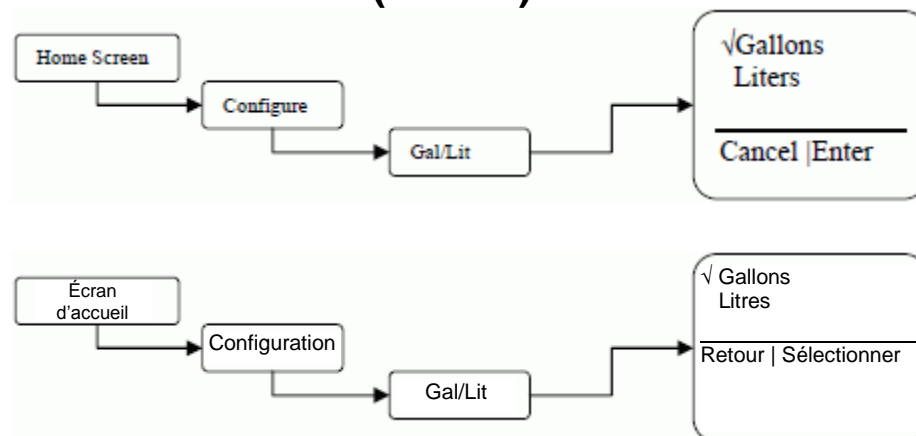 Home Screen
Configure
Gal/Lit
√Gallons
Liters
Cancel |Enter
Écran
d'accueil
Configuration
Gal/Lit
√ Gallons
Litres
Retour | Sélectionner